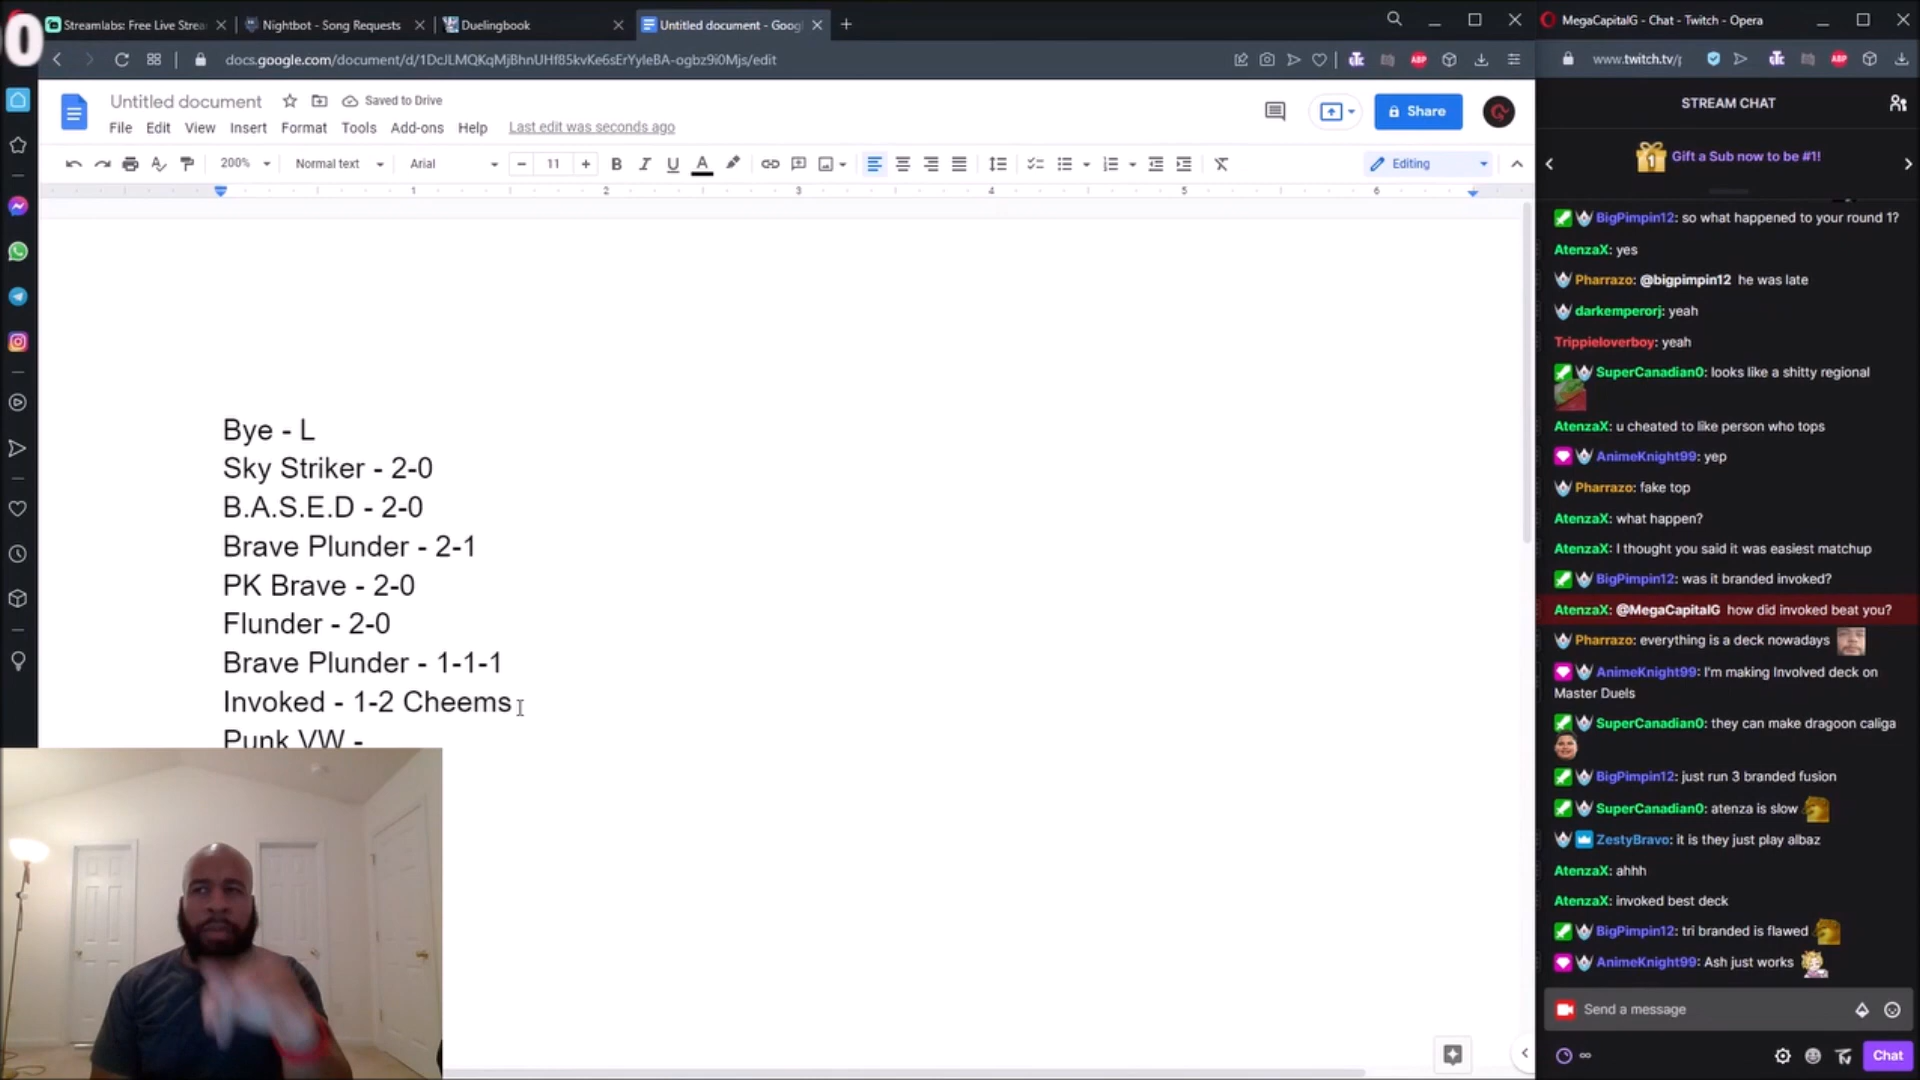 Streamlabs: Free Live Strea
Nightbot - Song Requests
Duelingbook
Untitled document - Goog
MegaCapitalG - Chat - Twitch - Opera
0
docs.google.com/document/d/1DcJLMQKqMjBhnUHf85kvKe6sErYyleBA-ogbz9i0Mjs/edit
www.twitch.tv/p
Untitled document
Saved to Drive
File Edit View Insert Format Tools Add-ons Help Last edit was seconds ago
Share
200% Normal text Arial 11 Editing
1 2 3 4 5 6
Bye - L
Sky Striker - 2-0
B.A.S.E.D - 2-0
Brave Plunder - 2-1
PK Brave - 2-0
Flunder - 2-0
Brave Plunder - 1-1-1
Invoked - 1-2 Cheems
Punk VW -
STREAM CHAT
Gift a Sub now to be #1!
BigPimpin12: so what happened to your round 1?
AtenzaX: yes
Pharrazo: @bigpimpin12 he was late
darkemperorj: yeah
Trippieloverboy: yeah
SuperCanadian0: looks like a shitty regional
AtenzaX: u cheated to like person who tops
AnimeKnight99: yep
Pharrazo: fake top
AtenzaX: what happen?
AtenzaX: I thought you said it was easiest matchup
BigPimpin12: was it branded invoked?
AtenzaX: @MegaCapitalG how did invoked beat you?
Pharrazo: everything is a deck nowadays
AnimeKnight99: I'm making Involved deck on
Master Duels
SuperCanadian0: they can make dragoon caliga
BigPimpin12: just run 3 branded fusion
SuperCanadian0: atenza is slow
ZestyBravo: it is they just play albaz
AtenzaX: ahhh
AtenzaX: invoked best deck
BigPimpin12: tri branded is flawed
AnimeKnight99: Ash just works
Send a message
Chat